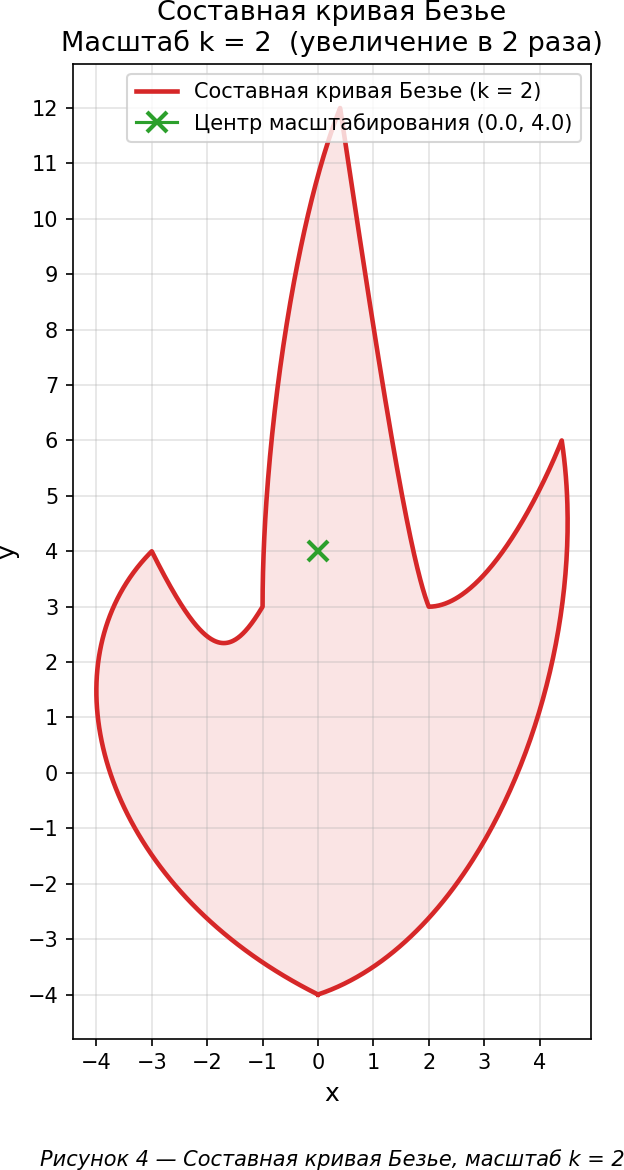 Составная кривая Безье
Масштаб k = 2 (увеличение в 2 раза)
Составная кривая Безье (k = 2)
Центр масштабирования (0.0, 4.0)
12
11
10
9
8
7
6
5
4
3
2
1
0
−1
−2
−3
−4
y
−4 −3 −2 −1 0 1 2 3 4
x
Рисунок 4 — Составная кривая Безье, масштаб k = 2